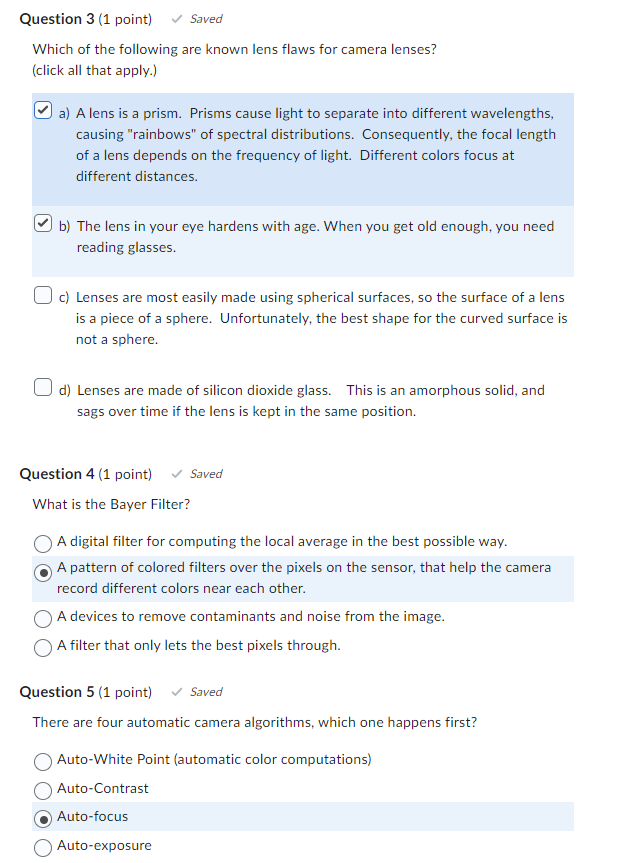 Question 3 (1 point) ✓ Saved
Which of the following are known lens flaws for camera lenses?
(click all that apply.)
a) A lens is a prism. Prisms cause light to separate into different wavelengths,
causing "rainbows" of spectral distributions. Consequently, the focal length
of a lens depends on the frequency of light. Different colors focus at
different distances.
b) The lens in your eye hardens with age. When you get old enough, you need
reading glasses.
c) Lenses are most easily made using spherical surfaces, so the surface of a lens
is a piece of a sphere. Unfortunately, the best shape for the curved surface is
not a sphere.
d) Lenses are made of silicon dioxide glass. This is an amorphous solid, and
sags over time if the lens is kept in the same position.
Question 4 (1 point) ✓ Saved
What is the Bayer Filter?
A digital filter for computing the local average in the best possible way.
A pattern of colored filters over the pixels on the sensor, that help the camera
record different colors near each other.
A devices to remove contaminants and noise from the image.
A filter that only lets the best pixels through.
Question 5 (1 point) ✓ Saved
There are four automatic camera algorithms, which one happens first?
Auto-White Point (automatic color computations)
Auto-Contrast
Auto-focus
Auto-exposure